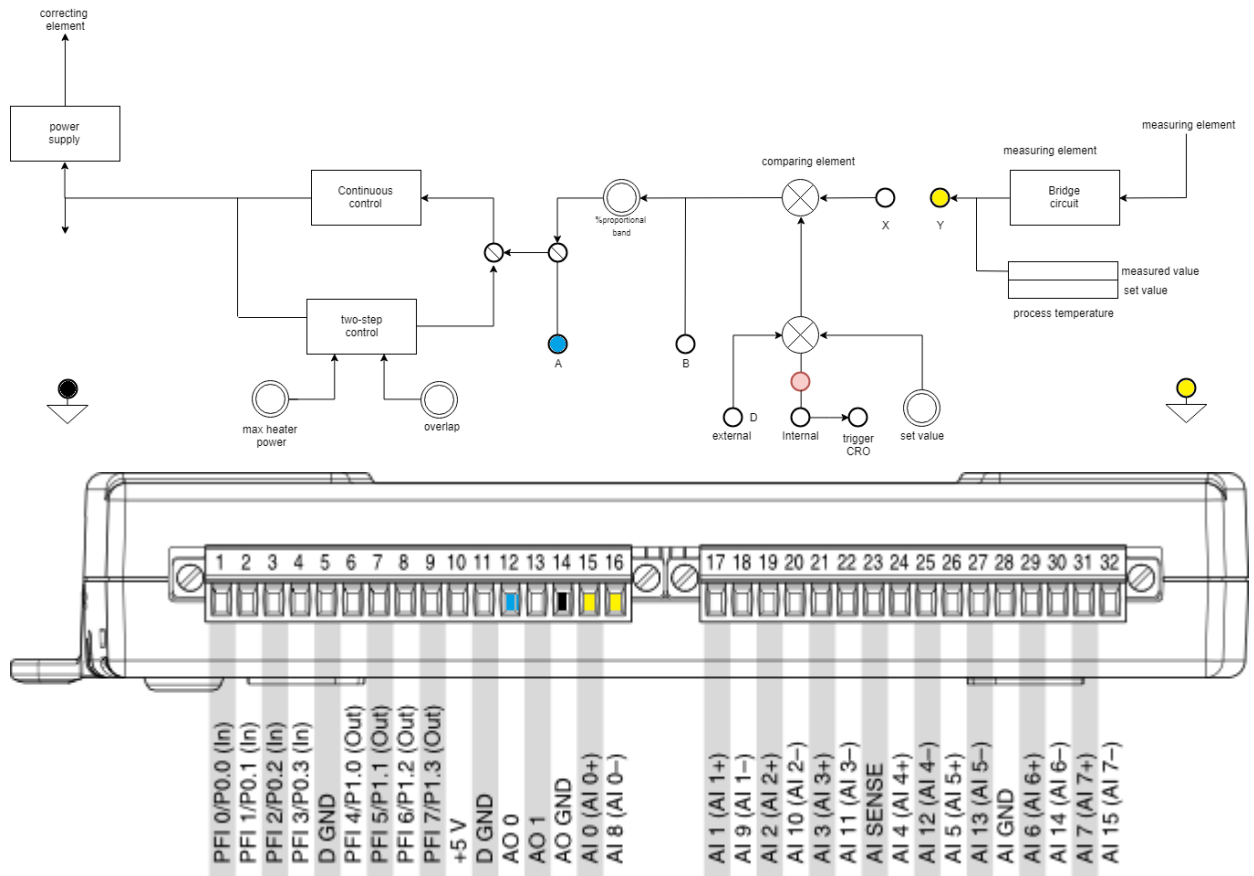 correcting
element
power
supply
measuring element
measuring element
comparing element
Continuous
control
Bridge
circuit
%proportional
band
X
Y
measured value
set value
process temperature
two-step
control
A
B
max heater
power
overlap
external
D
Internal
trigger
CRO
set value
1 2 3 4 5 6 7 8 9 10 11 12 13 14 15 16
17 18 19 20 21 22 23 24 25 26 27 28 29 30 31 32
PFI 0/P0.0 (In)
PFI 1/P0.1 (In)
PFI 2/P0.2 (In)
PFI 3/P0.3 (In)
D GND
PFI 4/P1.0 (Out)
PFI 5/P1.1 (Out)
PFI 6/P1.2 (Out)
PFI 7/P1.3 (Out)
+5 V
D GND
AO 0
AO 1
AO GND
AI 0 (AI 0+)
AI 8 (AI 0–)
AI 1 (AI 1+)
AI 9 (AI 1–)
AI 2 (AI 2+)
AI 10 (AI 2–)
AI 3 (AI 3+)
AI 11 (AI 3–)
AI SENSE
AI 4 (AI 4+)
AI 12 (AI 4–)
AI 5 (AI 5+)
AI 13 (AI 5–)
AI GND
AI 6 (AI 6+)
AI 14 (AI 6–)
AI 7 (AI 7+)
AI 15 (AI 7–)